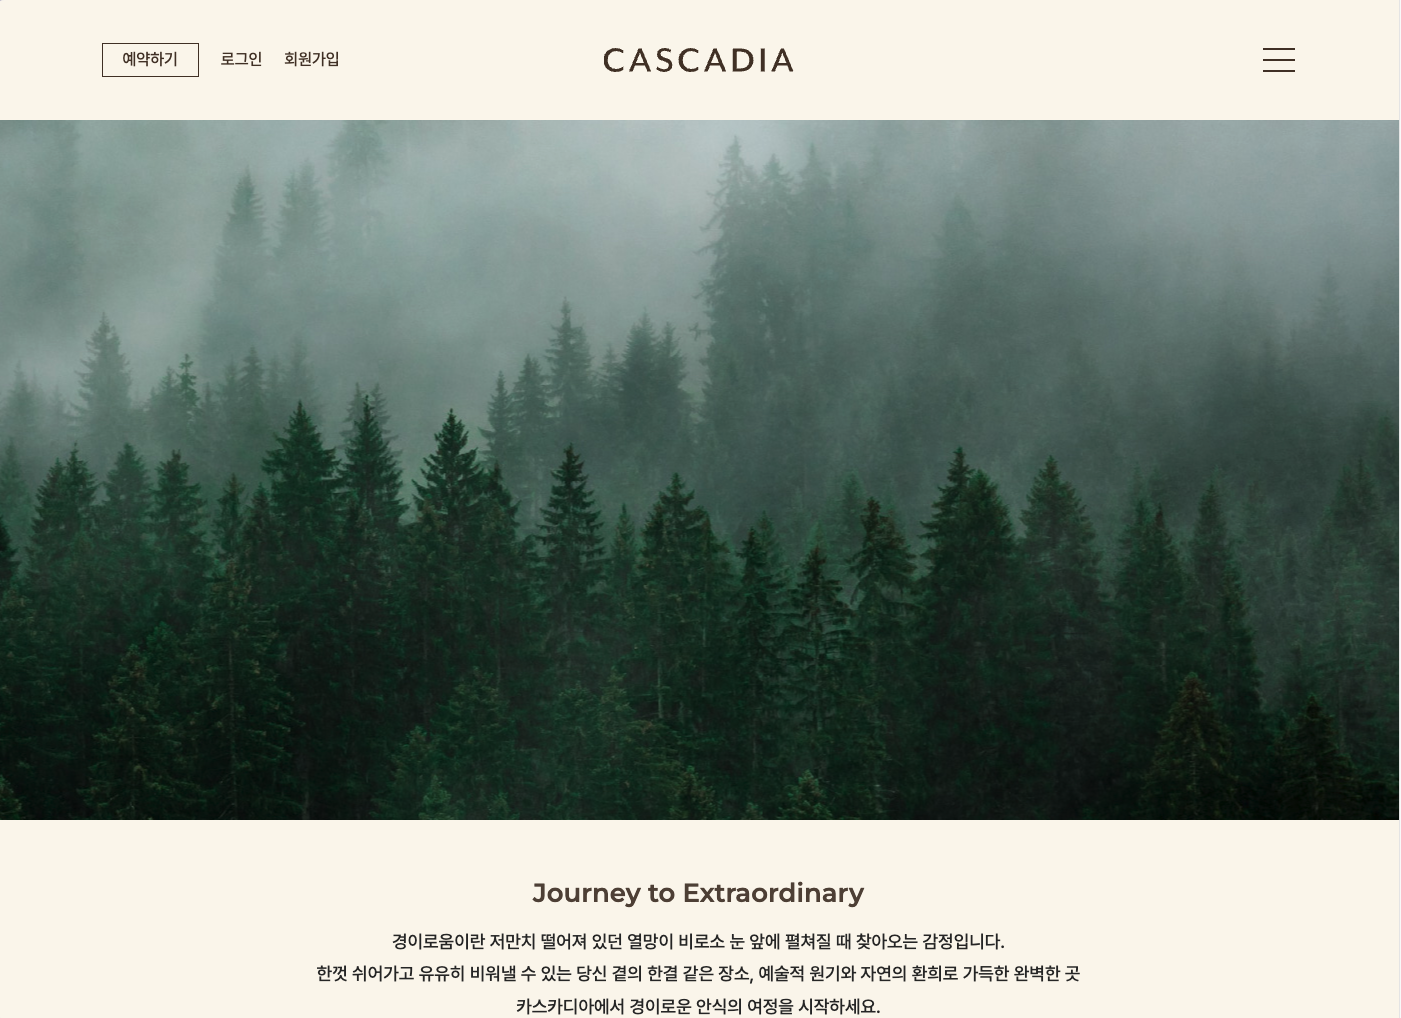 예약하기 로그인 회원가입 CASCADIA
Journey to Extraordinary
경이로움이란 저만치 떨어져 있던 열망이 비로소 눈 앞에 펼쳐질 때 찾아오는 감정입니다.
한껏 쉬어가고 유유히 비워낼 수 있는 당신 곁의 한결 같은 장소, 예술적 원기와 자연의 환희로 가득한 완벽한 곳
카스카디아에서 경이로운 안식의 여정을 시작하세요.